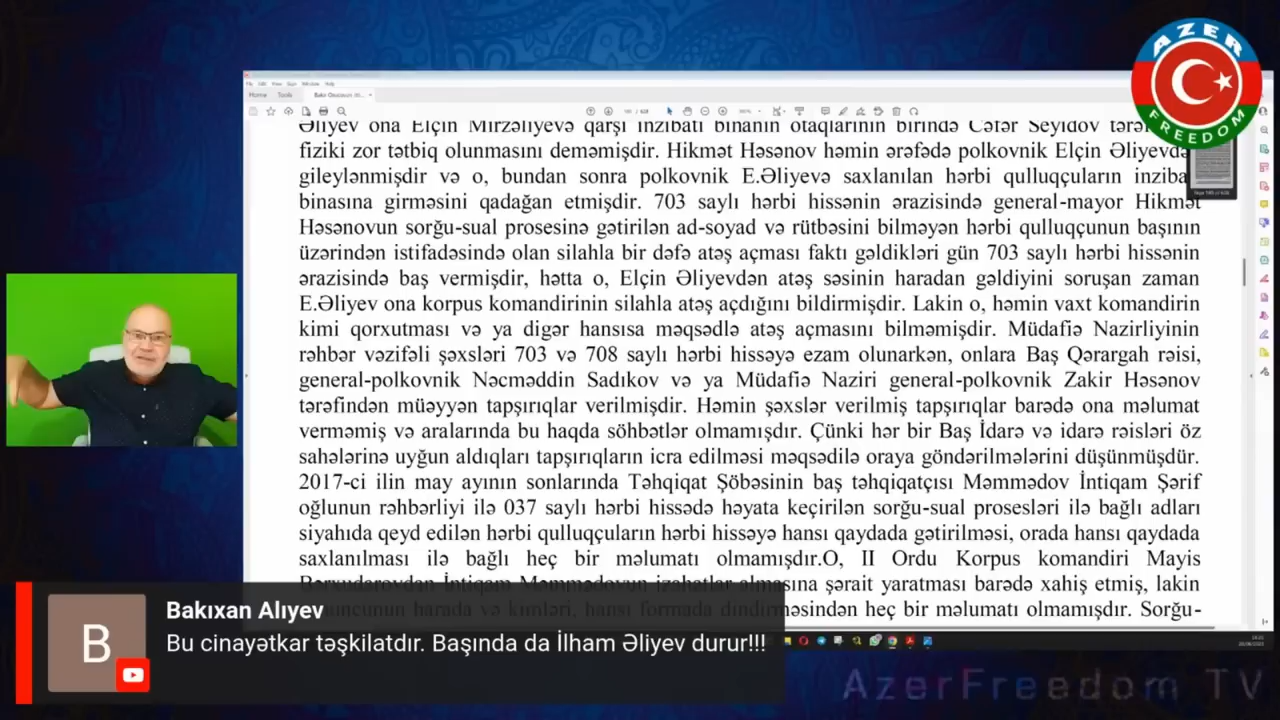 AZER
FREEDOM
Home Tools
Əliyev ona Elçin Mirzəliyevə qarşı inzibati binanın otaqlarının birində Cəfər Seyidov
fiziki zor tətbiq olunmasını deməmişdir. Hikmət Həsənov həmin ərəfədə polkovnik Elçin
gileylənmişdir və o, bundan sonra polkovnik E.Əliyevə saxlanılan hərbi qulluqçuların
binasına girməsini qadağan etmişdir. 703 saylı hərbi hissənin ərazisində general-mayor Hikmət
Həsənovun sorğu-sual prosesinə gətirilən ad-soyad və rütbəsini bilməyən hərbi qulluqçunun başının
üzərindən istifadəsində olan silahla bir dəfə atəş açması faktı gəldikləri gün 703 saylı hərbi hissənin
ərazisində baş vermişdir, hətta o, Elçin Əliyevdən atəş səsinin haradan gəldiyini soruşan zaman
E.Əliyev ona korpus komandirinin silahla atəş açdığını bildirmişdir. Lakin o, həmin vaxt komandirin
kimi qorxutması və ya digər hansısa məqsədlə atəş açmasını bilməmişdir. Müdafiə Nazirliyinin
rəhbər vəzifəli şəxsləri 703 və 708 saylı hərbi hissəyə ezam olunarkən, onlara Baş Qərargah rəisi,
general-polkovnik Nəcməddin Sadıkov və ya Müdafiə Naziri general-polkovnik Zakir Həsənov
tərəfindən müəyyən tapşırıqlar verilmişdir. Həmin şəxslər verilmiş tapşırıqlar barədə ona məlumat
verməmiş və aralarında bu haqda söhbətlər olmamışdır. Çünki hər bir Baş İdarə və idarə rəisləri öz
sahələrinə uyğun aldıqları tapşırıqların icra edilməsi məqsədilə oraya göndərilmələrini düşünmüşdür.
2017-ci ilin may ayının sonlarında Təhqiqat Şöbəsinin baş təhqiqatçısı Məmmədov İntiqam Şərif
oğlunun rəhbərliyi ilə 037 saylı hərbi hissədə həyata keçirilən sorğu-sual prosesləri ilə bağlı adları
siyahıda qeyd edilən hərbi qulluqçuların hərbi hissəyə hansı qaydada gətirilməsi, orada hansı qaydada
saxlanılması ilə bağlı heç bir məlumatı olmamışdır.O, II Ordu Korpus komandiri Mayis
Bərxudarovdan İntiqam Məmmədovun izahatlar almasına şərait yaratması barədə xahiş etmiş, lakin
harada və kimləri, hansı formada dindirməsindən heç bir məlumatı olmamışdır. Sorğu-
B
Bakıxan Alıyev
Bu cinayətkar təşkilatdır. Başında da İlham Əliyev durur!!!
AzerFreedom TV